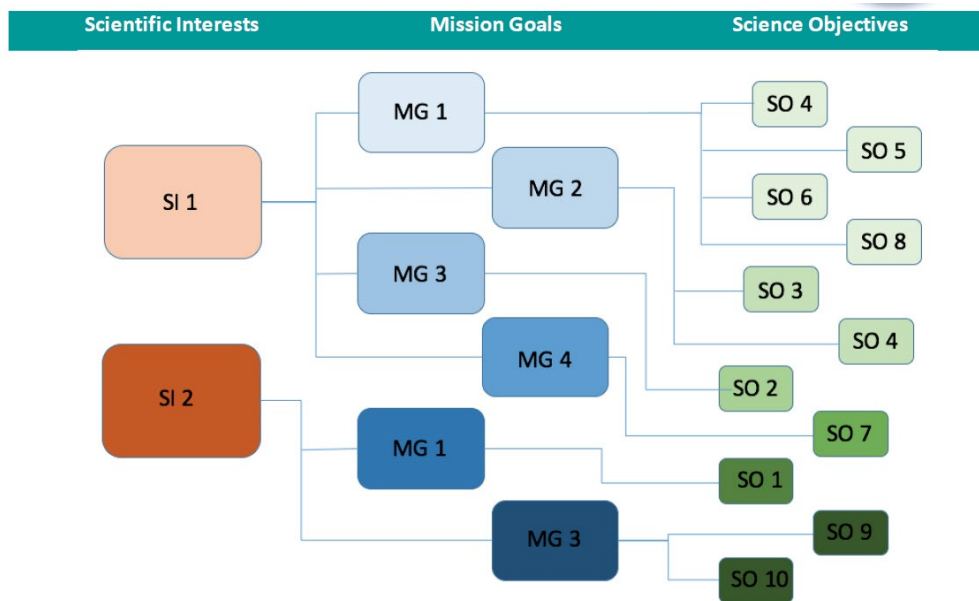 Scientific Interests
Mission Goals
Science Objectives
SI 1
SI 2
MG 1
MG 2
MG 3
MG 4
MG 1
MG 3
SO 4
SO 5
SO 6
SO 8
SO 3
SO 4
SO 2
SO 7
SO 1
SO 9
SO 10